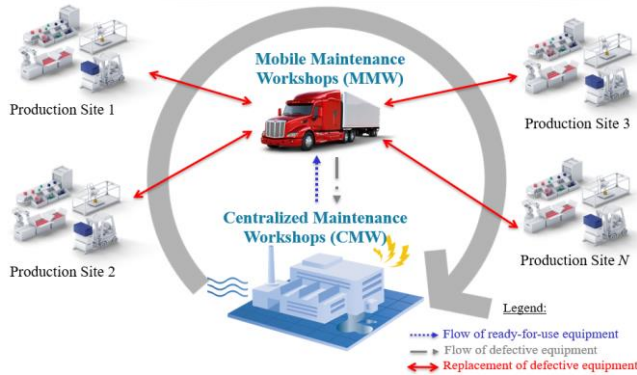 Mobile Maintenance
Workshops (MMW)
Production Site 1
Production Site 3
Centralized Maintenance
Workshops (CMW)
Production Site 2
Production Site N
Legend:
Flow of ready-for-use equipment
Flow of defective equipment
Replacement of defective equipment